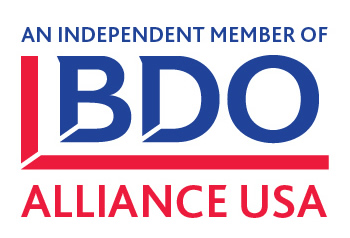 AN INDEPENDENT MEMBER OF
BDO
ALLIANCE USA